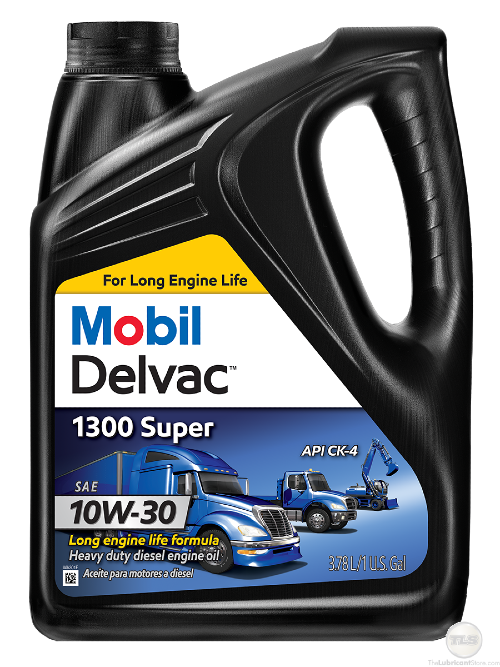 For Long Engine Life
Mobil
Delvac™
1300 Super
API CK-4
SAE
10W-30
Long engine life formula
Heavy duty diesel engine oil
Aceite para motores a diesel
3.78 L/1 U.S. Gal
TLS
TheLubricantStore.com